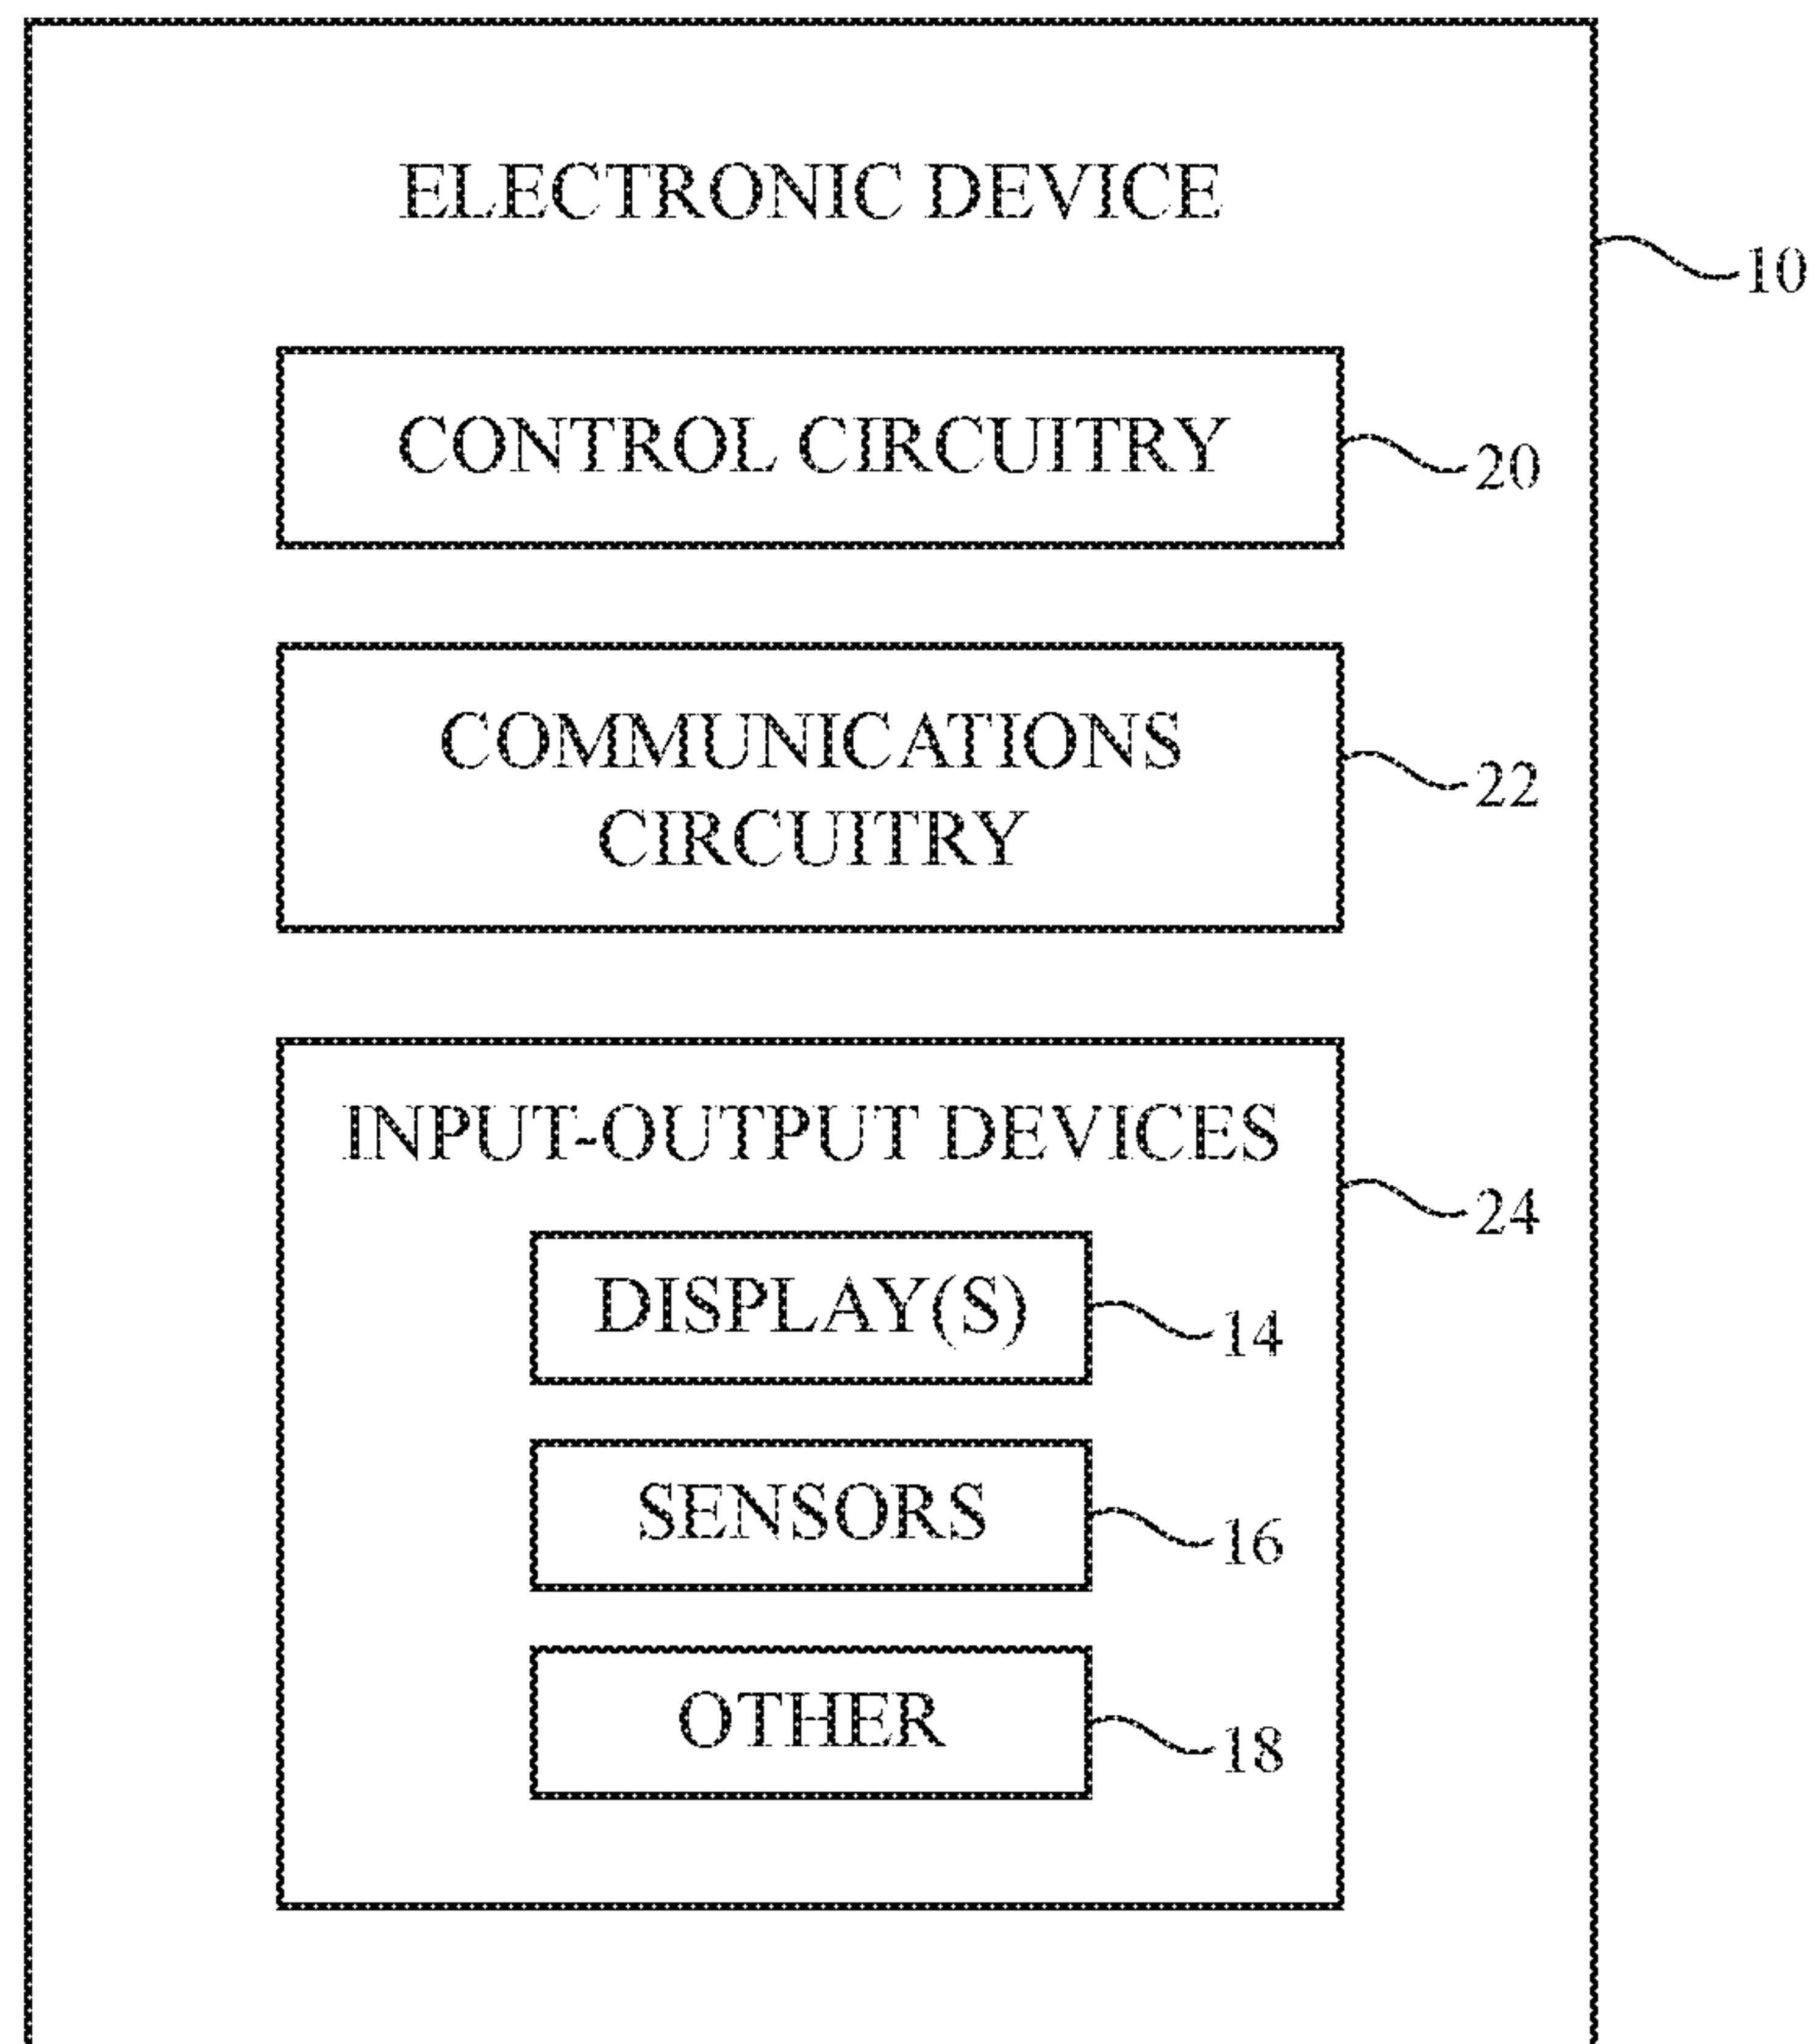 ELECTRONIC DEVICE
10
CONTROL CIRCUITRY
20
COMMUNICATIONS
CIRCUITRY
22
INPUT-OUTPUT DEVICES
24
DISPLAY(S)
14
SENSORS
16
OTHER
18